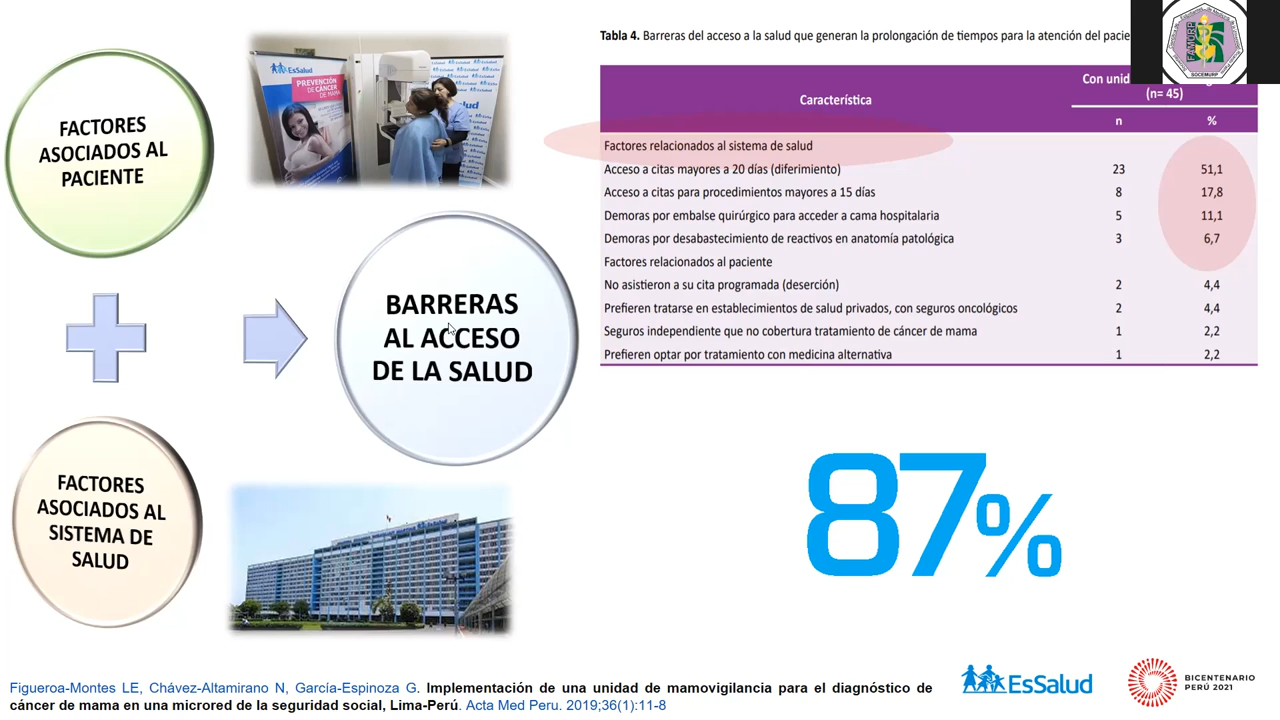 FACTORES
ASOCIADOS AL
PACIENTE
FACTORES
ASOCIADOS AL
SISTEMA DE
SALUD
BARRERAS
AL ACCESO
DE LA SALUD
EsSalud
PREVENCIÓN
DE CÁNCER
DE MAMA
Tabla 4. Barreras del acceso a la salud que generan la prolongación de tiempos para la atención del
Característica
Con
(n= 45)
n %
Factores relacionados al sistema de salud
Acceso a citas mayores a 20 días (diferimiento) 23 51,1
Acceso a citas para procedimientos mayores a 15 días 8 17,8
Demoras por embalse quirúrgico para acceder a cama hospitalaria 5 11,1
Demoras por desabastecimiento de reactivos en anatomía patológica 3 6,7
Factores relacionados al paciente
No asistieron a su cita programada (deserción) 2 4,4
Prefieren tratarse en establecimientos de salud privados, con seguros oncológicos 2 4,4
Seguros independiente que no cobertura tratamiento de cáncer de mama 1 2,2
Prefieren optar por tratamiento con medicina alternativa 1 2,2
SOCEMURP
87%
Figueroa-Montes LE, Chávez-Altamirano N, García-Espinoza G. Implementación de una unidad de mamovigilancia para el diagnóstico de
cáncer de mama en una microred de la seguridad social, Lima-Perú. Acta Med Peru. 2019;36(1):11-8
EsSalud
BICENTENARIO
PERÚ 2021